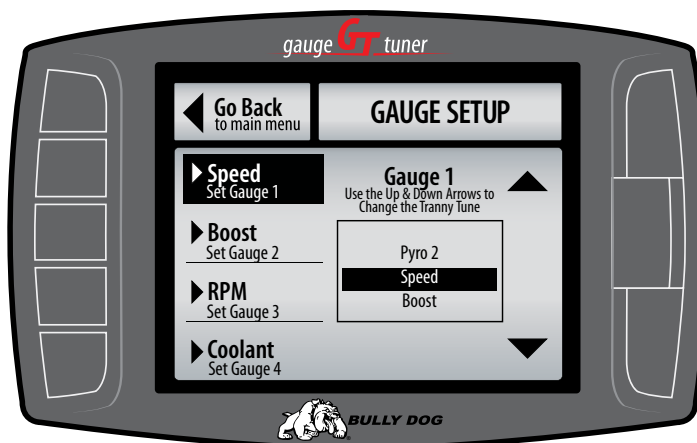 gauge GT tuner
Go Back
to main menu
GAUGE SETUP
Speed
Set Gauge 1
Boost
Set Gauge 2
RPM
Set Gauge 3
Coolant
Set Gauge 4
Gauge 1
Use the Up & Down Arrows to
Change the Tranny Tune
Pyro 2
Speed
Boost
BULLY DOG